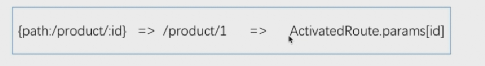 {path:/product/:id} => /product/1 => ActivatedRoute.params[id]